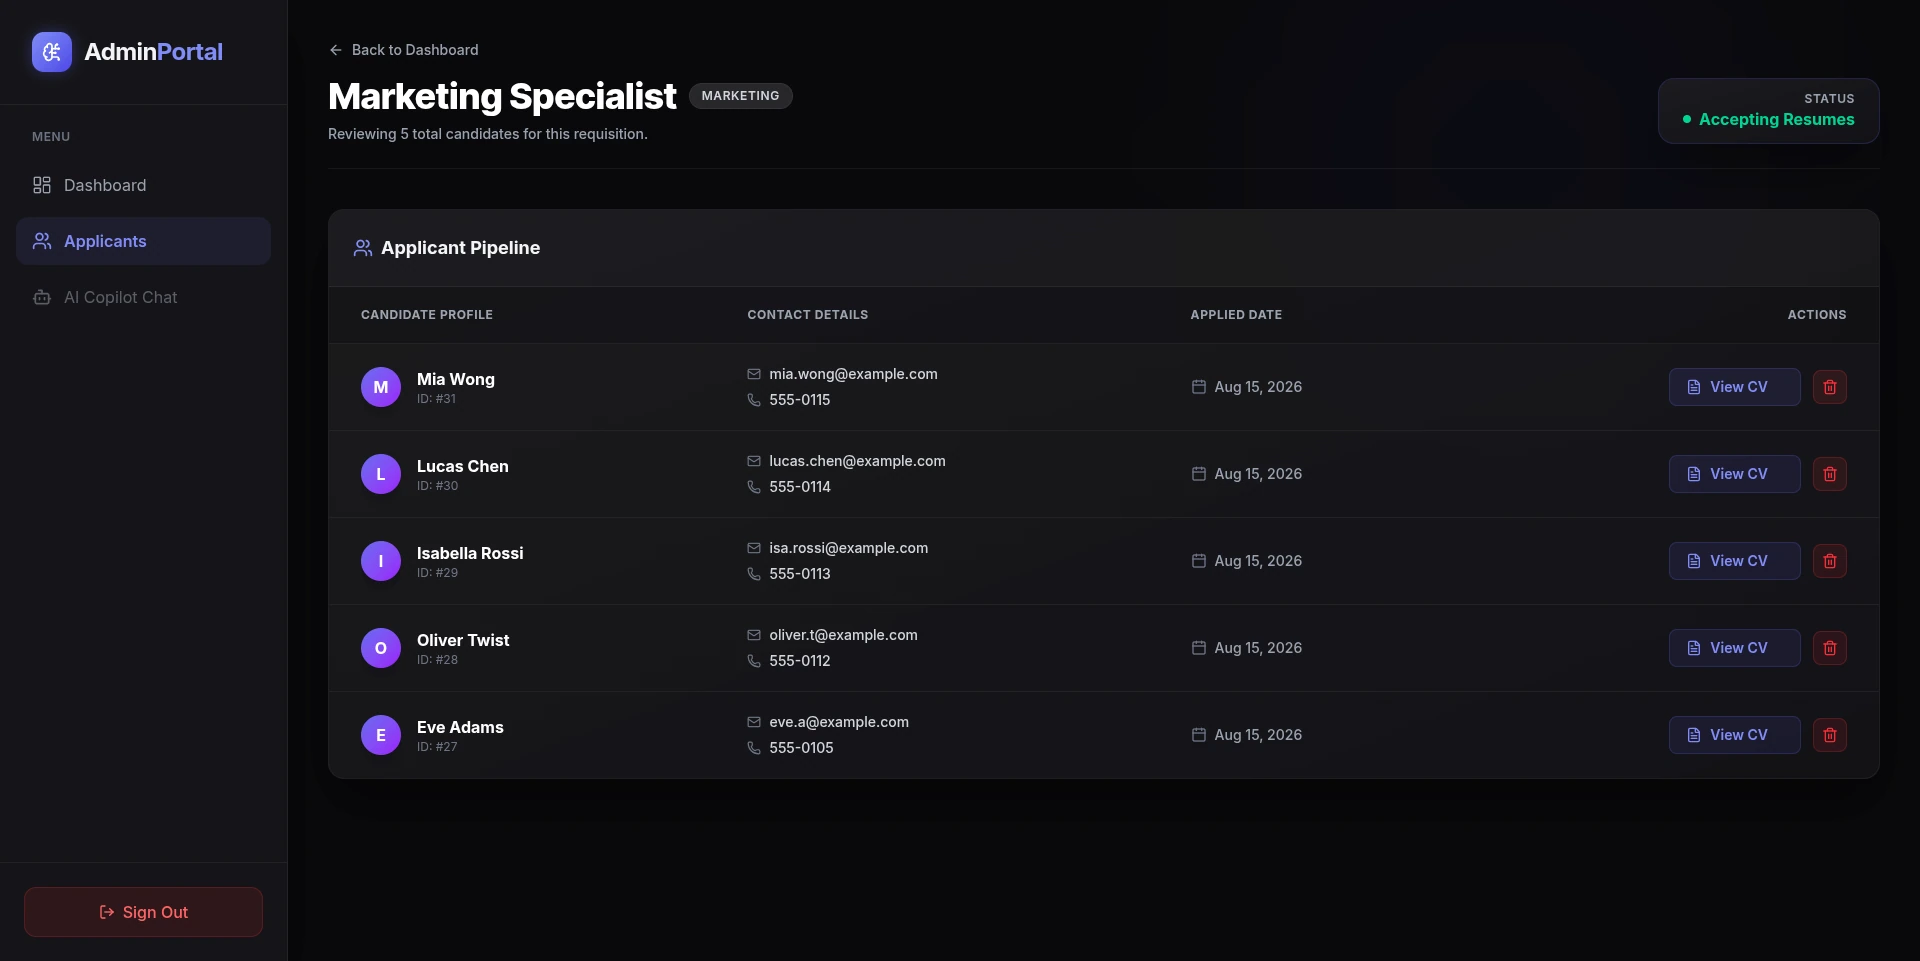 AdminPortal
MENU
Dashboard
Applicants
AI Copilot Chat
Sign Out
Back to Dashboard
Marketing Specialist MARKETING
Reviewing 5 total candidates for this requisition.
STATUS
Accepting Resumes
Applicant Pipeline
CANDIDATE PROFILE CONTACT DETAILS APPLIED DATE ACTIONS
M Mia Wong
ID: #31
mia.wong@example.com
555-0115
Aug 15, 2026
View CV
L Lucas Chen
ID: #30
lucas.chen@example.com
555-0114
Aug 15, 2026
View CV
I Isabella Rossi
ID: #29
isa.rossi@example.com
555-0113
Aug 15, 2026
View CV
O Oliver Twist
ID: #28
oliver.t@example.com
555-0112
Aug 15, 2026
View CV
E Eve Adams
ID: #27
eve.a@example.com
555-0105
Aug 15, 2026
View CV